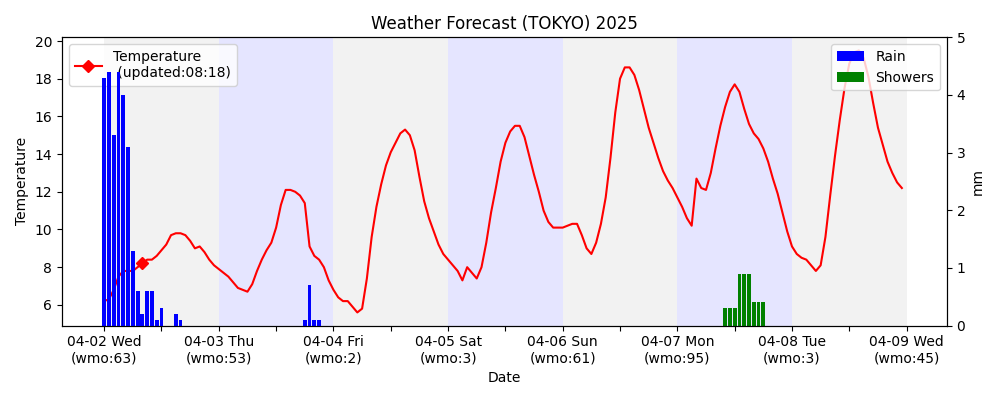 Weather Forecast (TOKYO) 2025
Temperature
(updated:08:18)
Rain
Showers
Temperature
20
18
16
14
12
10
8
6
5
4
3
2
1
0
mm
04-02 Wed
(wmo:63)
04-03 Thu
(wmo:53)
04-04 Fri
(wmo:2)
04-05 Sat
(wmo:3)
04-06 Sun
(wmo:61)
04-07 Mon
(wmo:95)
04-08 Tue
(wmo:3)
04-09 Wed
(wmo:45)
Date